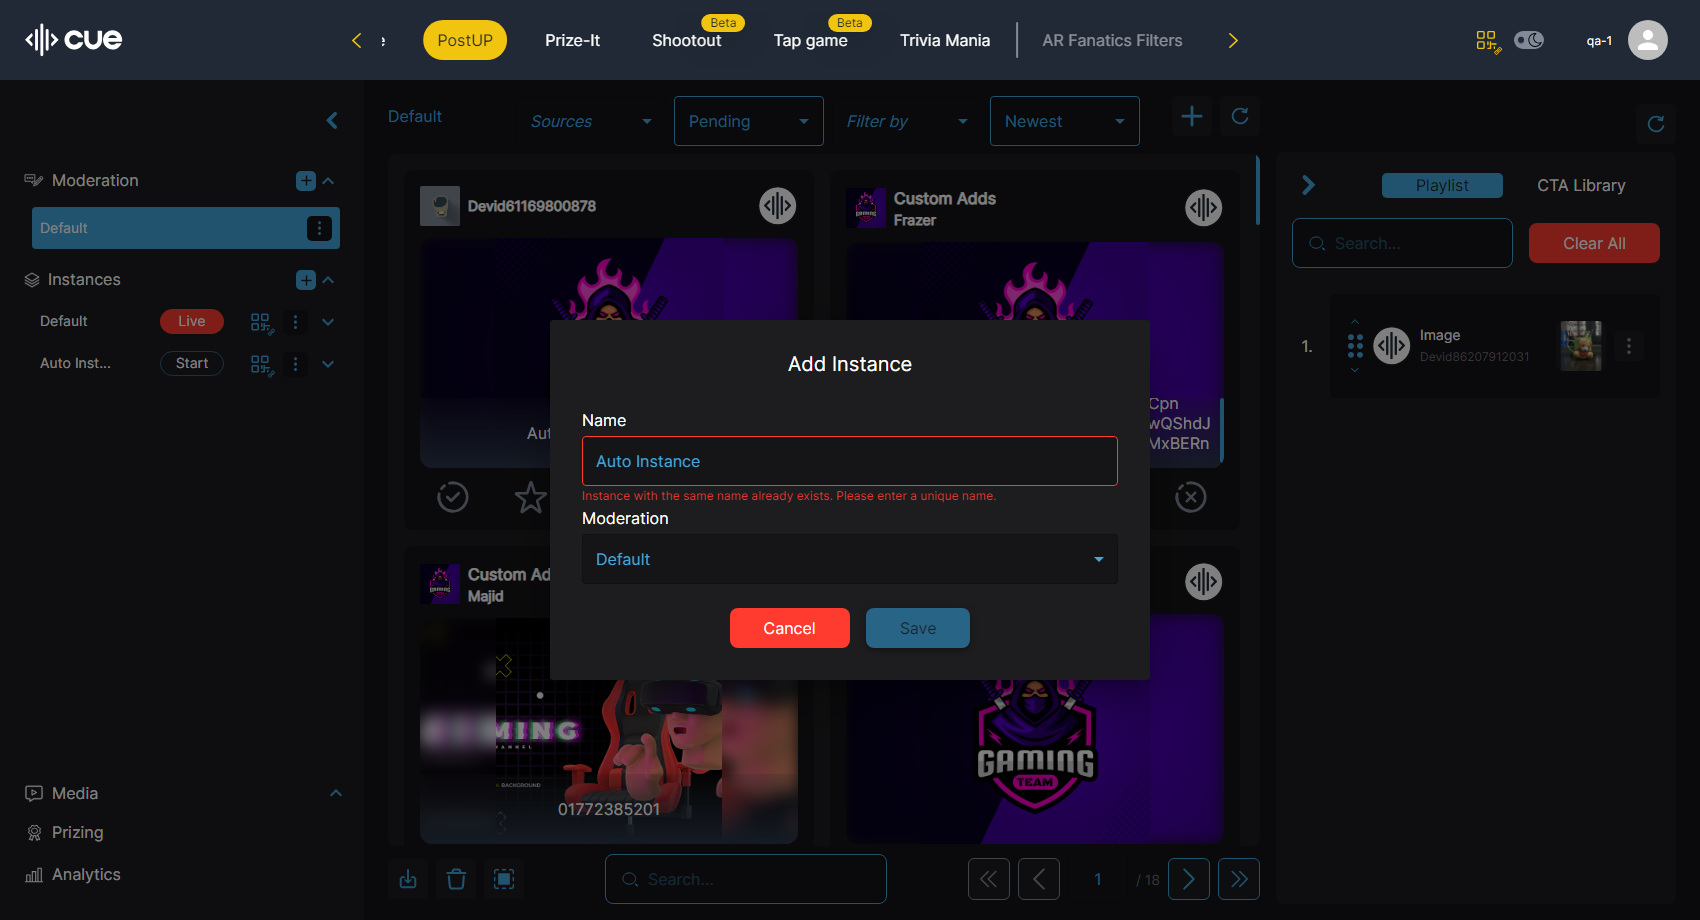 cue
PostUP
Prize-It
Shootout
Beta
Tap game
Beta
Trivia Mania
AR Fanatics Filters
qa-1
Moderation
Default
Instances
Default
Live
Auto Inst...
Start
Media
Prizing
Analytics
Default
Sources
Pending
Filter by
Newest
Devid61169800878
Aut
Custom Adds
Frazer
Cpn
wQShdJ
MxBERn
Custom Ad
Majid
MING
BACKGROUND
01772385201
GAMING
TEAM
Add Instance
Name
Auto Instance
Instance with the same name already exists. Please enter a unique name.
Moderation
Default
Cancel
Save
Search...
1
/ 18
Playlist
CTA Library
Search...
Clear All
1.
Image
Devid86207912031